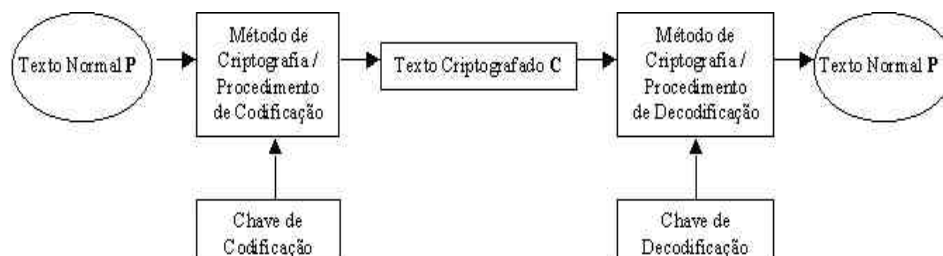 Texto Normal P
Método de
Criptografia /
Procedimento
de Codificação
Texto Criptografado C
Método de
Criptografia /
Procedimento
de Decodificação
Texto Normal P
Chave de
Codificação
Chave de
Decodificação